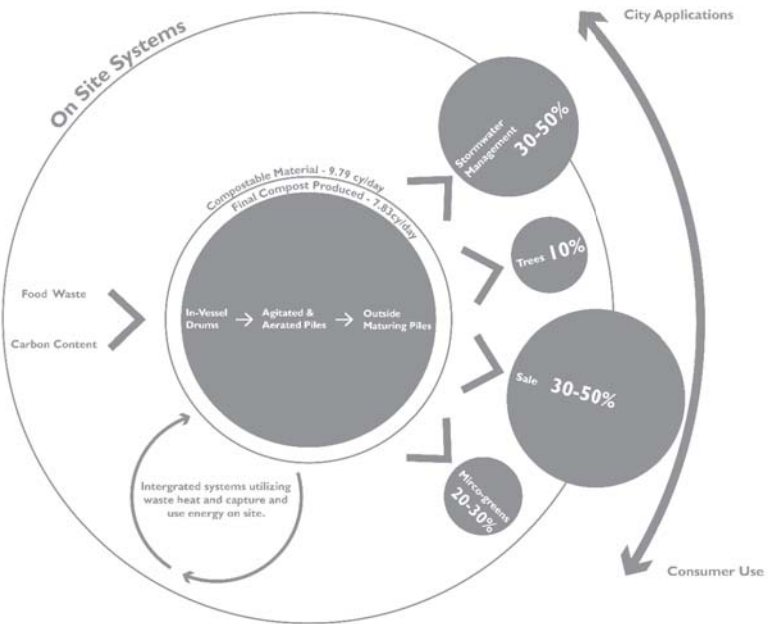 City Applications
On Site Systems
Stormwater
Management
30-50%
Compostable Material - 9.79 cy/day
Final Compost Produced - 7.83cy/day
Trees 10%
Food Waste
In-Vessel
Drums
Agitated &
Aerated Piles
Outside
Maturing Piles
Carbon Content
Sale 30-50%
Mirco-greens
20-30%
Intergrated systems utilizing
waste heat and capture and
use energy on site.
Consumer Use